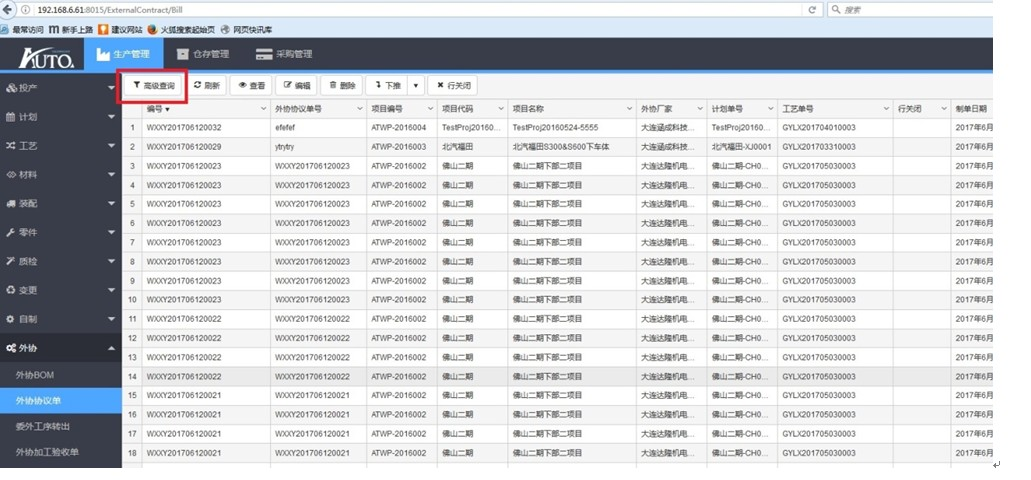 192.168.6.61:8015/ExternalContract/Bill 搜索
最常访问 新手上路 建议网站 火狐搜索起始页 网页快讯库
AUTO. 生产管理 仓存管理 采购管理
高级查询 刷新 查看 编辑 删除 下推 行关闭
投产
计划
工艺
材料
装配
零件
质检
变更
自制
外协
外协BOM
外协协议单
委外工序转出
外协加工验收单
编号 外协协议单号 项目编号 项目代码 项目名称 外协厂家 计划单号 工艺单号 行关闭 制单日期
1 WXXY201706120032 efefef ATWP-2016004 TestProj20160... TestProj20160524-5555 大连涵成科技... TestProj20160... GYLX201704010003 2017年6月
2 WXXY201706120029 ytrytry ATWP-2016003 北汽福田 北汽福田S300&S600下车体 大连涵成科技... 北汽福田-XJ0001 GYLX201703310003 2017年6月
3 WXXY201706120023 WXXY201706120023 ATWP-2016002 佛山二期 佛山二期下部二项目 大连达隆机电... 佛山二期-CH0... GYLX201705030003 2017年6月
4 WXXY201706120023 WXXY201706120023 ATWP-2016002 佛山二期 佛山二期下部二项目 大连达隆机电... 佛山二期-CH0... GYLX201705030003 2017年6月
5 WXXY201706120023 WXXY201706120023 ATWP-2016002 佛山二期 佛山二期下部二项目 大连达隆机电... 佛山二期-CH0... GYLX201705030003 2017年6月
6 WXXY201706120023 WXXY201706120023 ATWP-2016002 佛山二期 佛山二期下部二项目 大连达隆机电... 佛山二期-CH0... GYLX201705030003 2017年6月
7 WXXY201706120023 WXXY201706120023 ATWP-2016002 佛山二期 佛山二期下部二项目 大连达隆机电... 佛山二期-CH0... GYLX201705030003 2017年6月
8 WXXY201706120023 WXXY201706120023 ATWP-2016002 佛山二期 佛山二期下部二项目 大连达隆机电... 佛山二期-CH0... GYLX201705030003 2017年6月
9 WXXY201706120023 WXXY201706120023 ATWP-2016002 佛山二期 佛山二期下部二项目 大连达隆机电... 佛山二期-CH0... GYLX201705030003 2017年6月
10 WXXY201706120023 WXXY201706120023 ATWP-2016002 佛山二期 佛山二期下部二项目 大连达隆机电... 佛山二期-CH0... GYLX201705030003 2017年6月
11 WXXY201706120022 WXXY201706120022 ATWP-2016002 佛山二期 佛山二期下部二项目 大连达隆机电... 佛山二期-CH0... GYLX201705030003 2017年6月
12 WXXY201706120022 WXXY201706120022 ATWP-2016002 佛山二期 佛山二期下部二项目 大连达隆机电... 佛山二期-CH0... GYLX201705030003 2017年6月
13 WXXY201706120022 WXXY201706120022 ATWP-2016002 佛山二期 佛山二期下部二项目 大连达隆机电... 佛山二期-CH0... GYLX201705030003 2017年6月
14 WXXY201706120022 WXXY201706120022 ATWP-2016002 佛山二期 佛山二期下部二项目 大连达隆机电... 佛山二期-CH0... GYLX201705030003 2017年6月
15 WXXY201706120021 WXXY201706120021 ATWP-2016002 佛山二期 佛山二期下部二项目 大连达隆机电... 佛山二期-CH0... GYLX201705030003 2017年6月
16 WXXY201706120021 WXXY201706120021 ATWP-2016002 佛山二期 佛山二期下部二项目 大连达隆机电... 佛山二期-CH0... GYLX201705030003 2017年6月
17 WXXY201706120021 WXXY201706120021 ATWP-2016002 佛山二期 佛山二期下部二项目 大连达隆机电... 佛山二期-CH0... GYLX201705030003 2017年6月
18 WXXY201706120021 WXXY201706120021 ATWP-2016002 佛山二期 佛山二期下部二项目 大连达隆机电... 佛山二期-CH0... GYLX201705030003 2017年6月